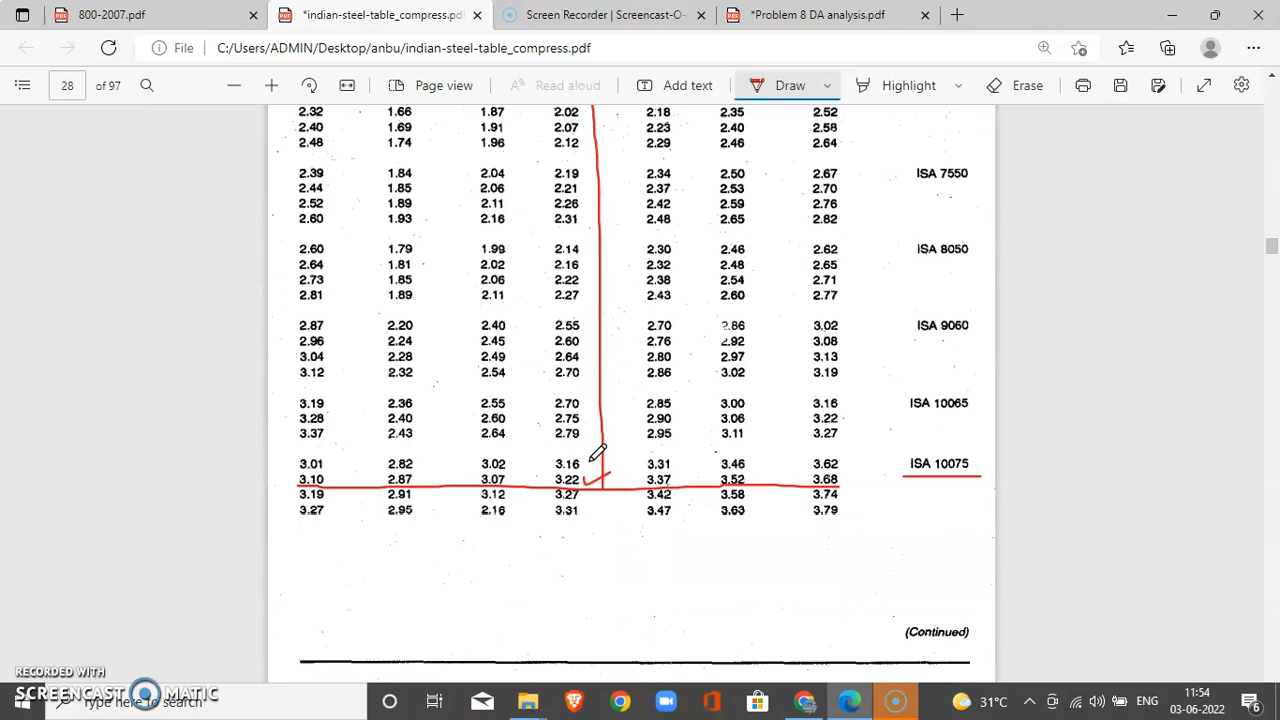 800-2007.pdf
*indian-steel-table_compress.pd
Screen Recorder | Screencast-O-
*Problem 8 DA analysis.pdf
File C:/Users/ADMIN/Desktop/anbu/indian-steel-table_compress.pdf
28 of 97 Page view Read aloud Add text Draw Highlight Erase
2.32 1.66 1.87 2.02 2.18 2.35 2.52
2.40 1.69 1.91 2.07 2.23 2.40 2.58
2.48 1.74 1.96 2.12 2.29 2.46 2.64
2.39 1.84 2.04 2.19 2.34 2.50 2.67 ISA 7550
2.44 1.85 2.06 2.21 2.37 2.53 2.70
2.52 1.89 2.11 2.26 2.42 2.59 2.76
2.60 1.93 2.16 2.31 2.48 2.65 2.82
2.60 1.79 1.99 2.14 2.30 2.46 2.62 ISA 8050
2.64 1.81 2.02 2.16 2.32 2.48 2.65
2.73 1.85 2.06 2.22 2.38 2.54 2.71
2.81 1.89 2.11 2.27 2.43 2.60 2.77
2.87 2.20 2.40 2.55 2.70 2.86 3.02 ISA 9060
2.96 2.24 2.45 2.60 2.76 2.92 3.08
3.04 2.28 2.49 2.64 2.80 2.97 3.13
3.12 2.32 2.54 2.70 2.86 3.02 3.19
3.19 2.36 2.55 2.70 2.85 3.00 3.16 ISA 10065
3.28 2.40 2.60 2.75 2.90 3.06 3.22
3.37 2.43 2.64 2.79 2.95 3.11 3.27
3.01 2.82 3.02 3.16 3.31 3.46 3.62 ISA 10075
3.10 2.87 3.07 3.22 3.37 3.52 3.68
3.19 2.91 3.12 3.27 3.42 3.58 3.74
3.27 2.95 2.16 3.31 3.47 3.63 3.79
(Continued)
RECORDED WITH
SCREENCAST MATIC
Type here to search
31°C ENG 11:54
03-06-2022 6